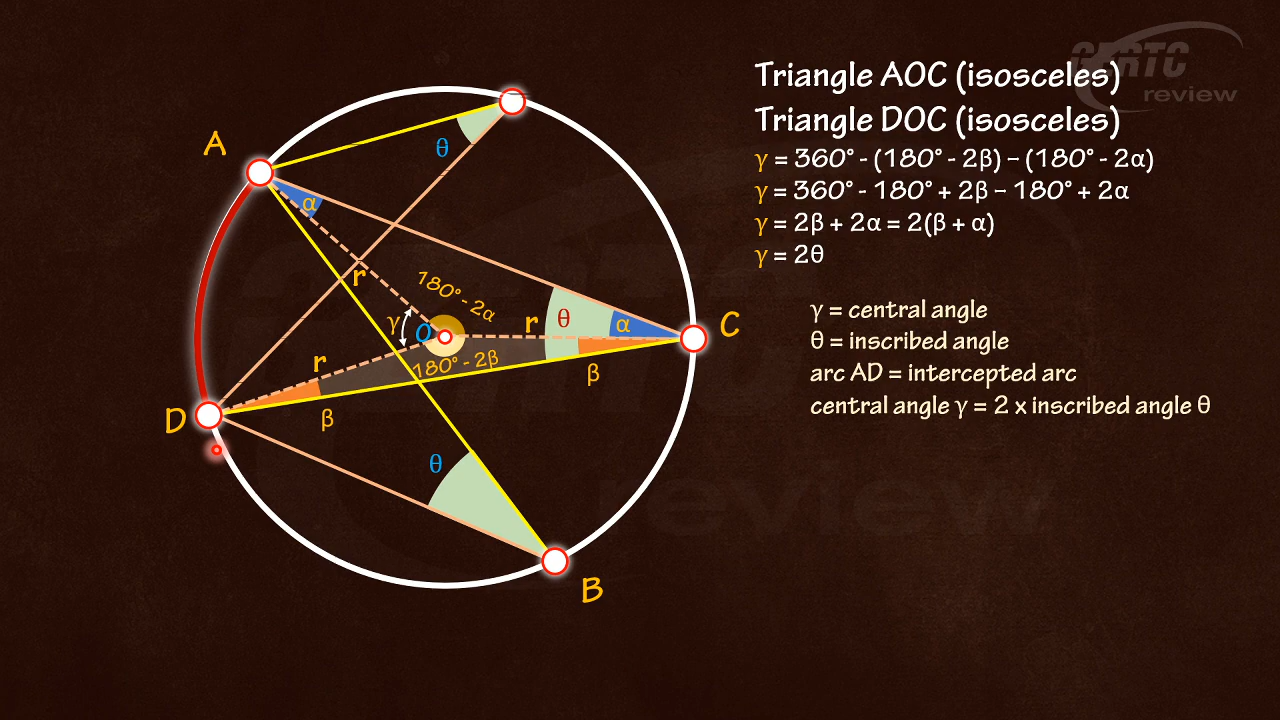 CERTC
review
Triangle AOC (isosceles)
Triangle DOC (isosceles)
γ = 360° - (180° - 2β) – (180° - 2α)
γ = 360° - 180° + 2β – 180° + 2α
γ = 2β + 2α = 2(β + α)
γ = 2θ
γ = central angle
θ = inscribed angle
arc AD = intercepted arc
central angle γ = 2 x inscribed angle θ
A
θ
α
r
180° - 2α
γ
O
r
θ
α
C
r
180° - 2β
β
D
β
θ
B
review